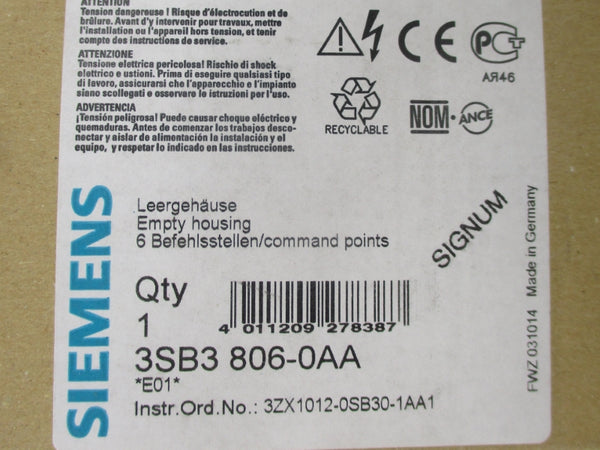 ATTENTION
Tension dangereuse ! Risque d'électrocution et de
brûlure. Avant d'y intervenir pour travaux, mettre
l'installation ou l'appareil hors tension, et tenir
compte des instructions de service.
ATTENZIONE
Tensione elettrica pericolosa! Rischio di shock
elettrico e ustioni. Prima di eseguire qualsiasi tipo
di lavoro, assicurarsi che l'apparecchio e l'impianto
siano scollegati e osservare le istruzioni per l'uso.
ADVERTENCIA
¡Tensión peligrosa! Puede causar choque eléctrico y
quemaduras. Antes de comenzar los trabajos desco-
nectar y aislar de alimentación la instalación y el
equipo, y respetar lo indicado en las instrucciones.
CE
PCT
АЯ46
RECYCLABLE
NOM-ANCE
SIEMENS
Leergehäuse
Empty housing
6 Befehlsstellen/command points
SIGNUM
Qty
1
4 011209 278387
3SB3 806-0AA
*E01*
Instr.Ord.No.: 3ZX1012-0SB30-1AA1
FWZ 031014 Made in Germany